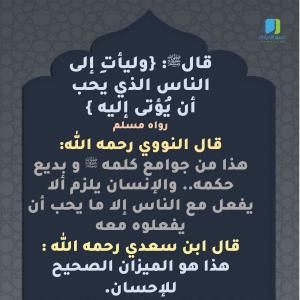 قالﷺ: {وليأتِ إلى
الناس الذي يحب
أن يُؤتى إليه }
رواه مسلم
قال النووي رحمه الله:
هذا من جوامع كلمه ﷺ و بديع
حكمه.. والإنسان يلزم ألا
يفعل مع الناس إلا ما يحب أن
يفعلوه معه
قال ابن سعدي رحمه الله :
هذا هو الميزان الصحيح
للإحسان.